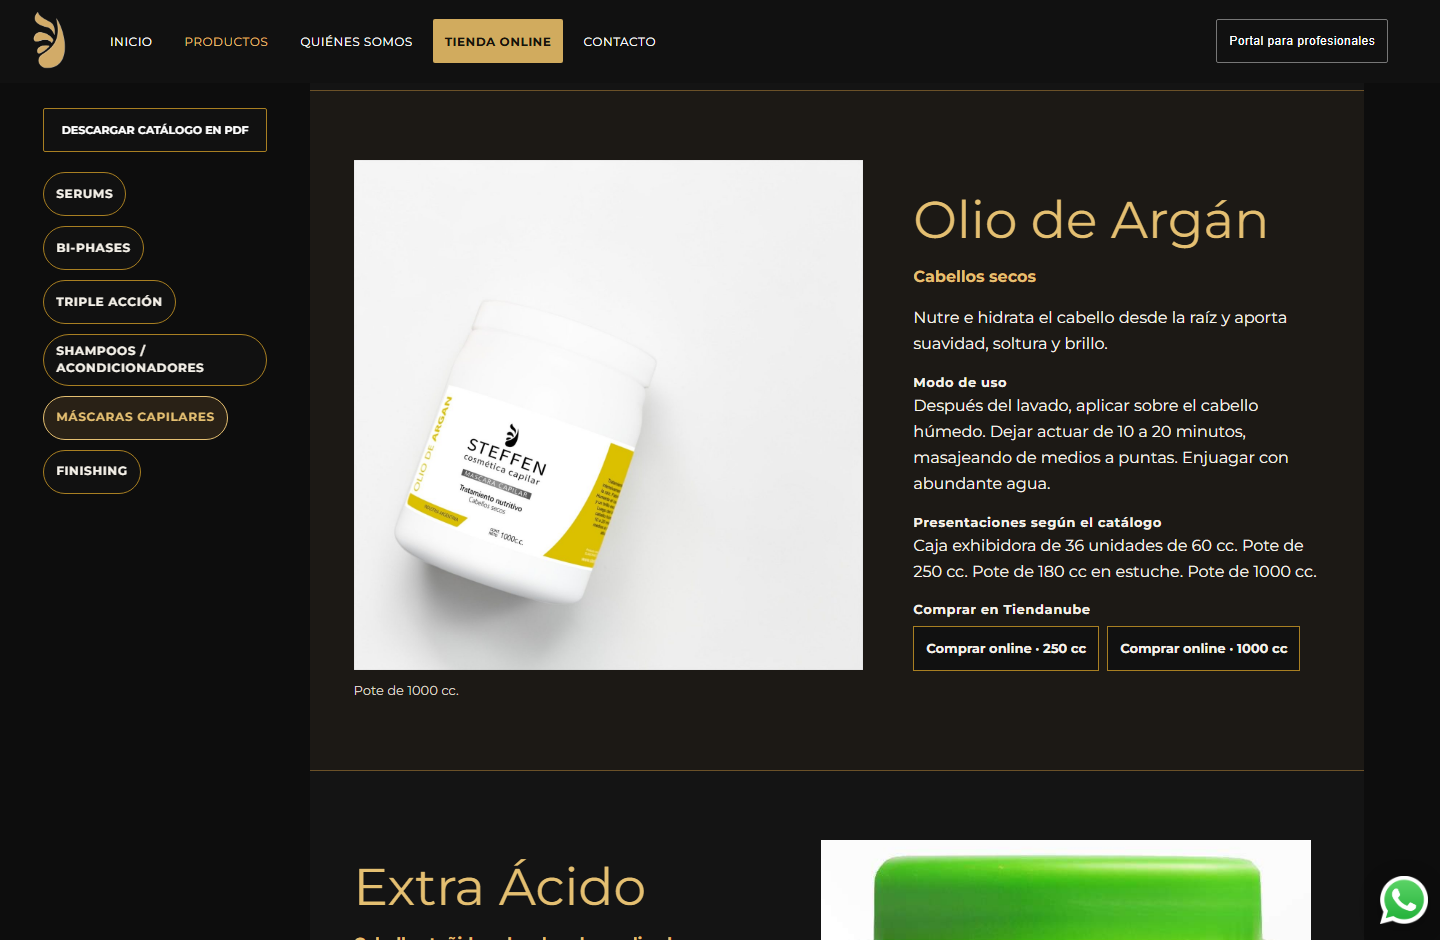 INICIO
PRODUCTOS
QUIÉNES SOMOS
TIENDA ONLINE
CONTACTO
Portal para profesionales
DESCARGAR CATÁLOGO EN PDF
SERUMS
BI-PHASES
TRIPLE ACCIÓN
SHAMPOOS /
ACONDICIONADORES
MÁSCARAS CAPILARES
FINISHING
OLIO DE ARGAN
STEFFEN
cosmética capilar
MÁSCARA CAPILAR
Tratamiento nutritivo
Cabellos secos
1000c.c.
Pote de 1000 cc.
Olio de Argán
Cabellos secos
Nutre e hidrata el cabello desde la raíz y aporta
suavidad, soltura y brillo.
Modo de uso
Después del lavado, aplicar sobre el cabello
húmedo. Dejar actuar de 10 a 20 minutos,
masajeando de medios a puntas. Enjuagar con
abundante agua.
Presentaciones según el catálogo
Caja exhibidora de 36 unidades de 60 cc. Pote de
250 cc. Pote de 180 cc en estuche. Pote de 1000 cc.
Comprar en Tiendanube
Comprar online · 250 cc
Comprar online · 1000 cc
Extra Ácido